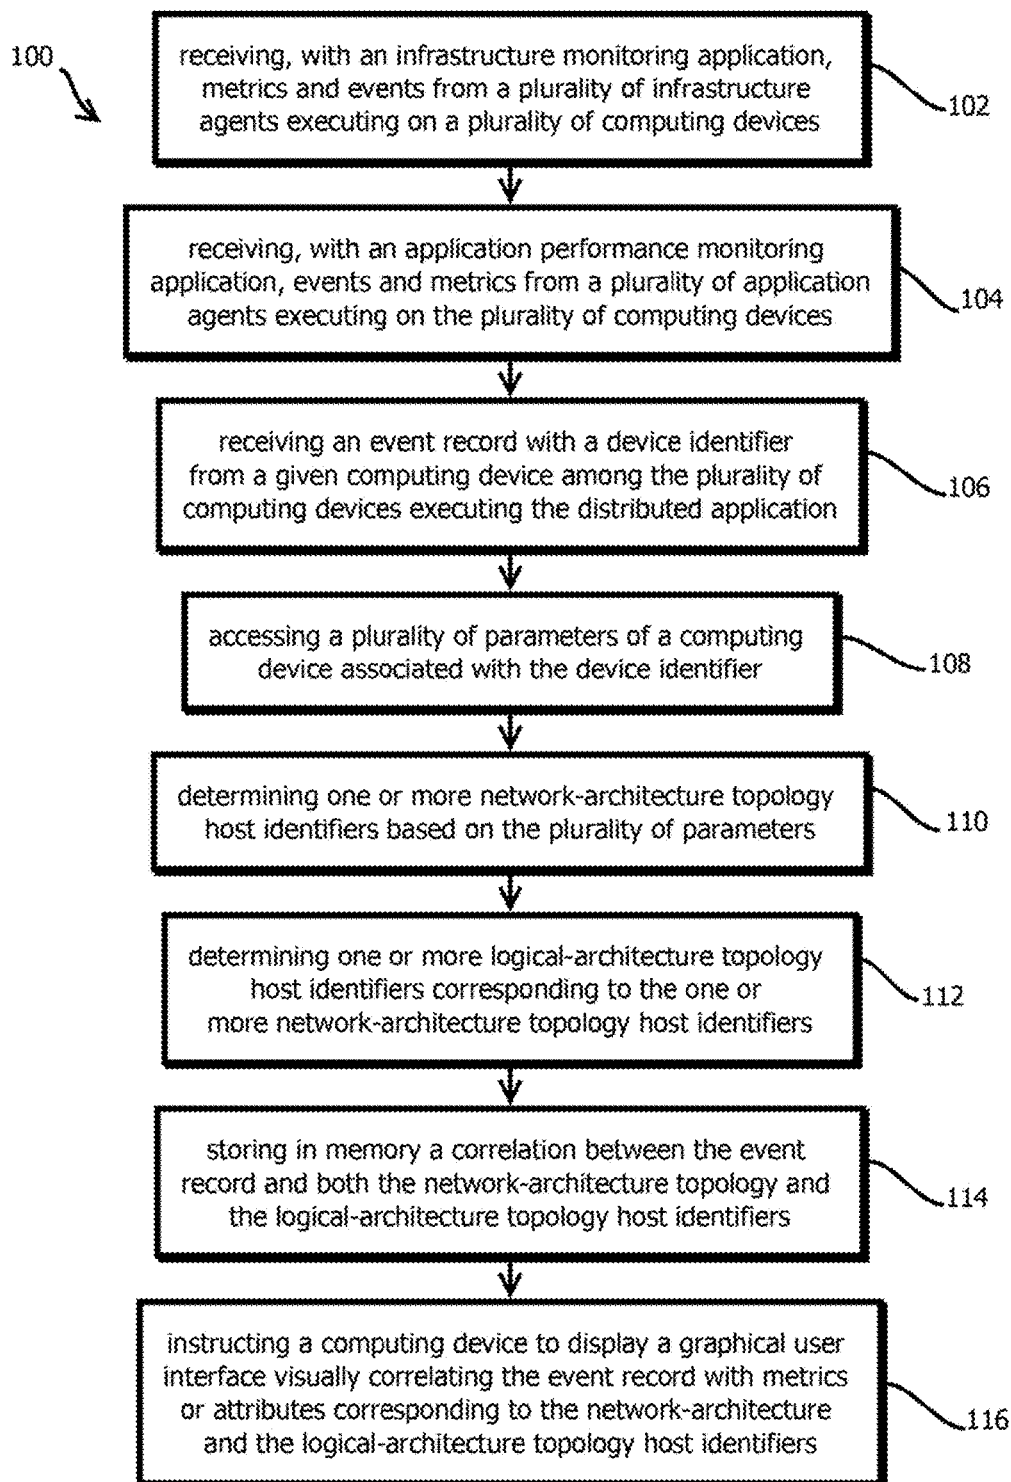 100
receiving, with an infrastructure monitoring application,
metrics and events from a plurality of infrastructure
agents executing on a plurality of computing devices
102
receiving, with an application performance monitoring
application, events and metrics from a plurality of application
agents executing on the plurality of computing devices
104
receiving an event record with a device identifier
from a given computing device among the plurality of
computing devices executing the distributed application
106
accessing a plurality of parameters of a computing
device associated with the device identifier
108
determining one or more network-architecture topology
host identifiers based on the plurality of parameters
110
determining one or more logical-architecture topology
host identifiers corresponding to the one or
more network-architecture topology host identifiers
112
storing in memory a correlation between the event
record and both the network-architecture topology and
the logical-architecture topology host identifiers
114
instructing a computing device to display a graphical user
interface visually correlating the event record with metrics
or attributes corresponding to the network-architecture
and the logical-architecture topology host identifiers
116